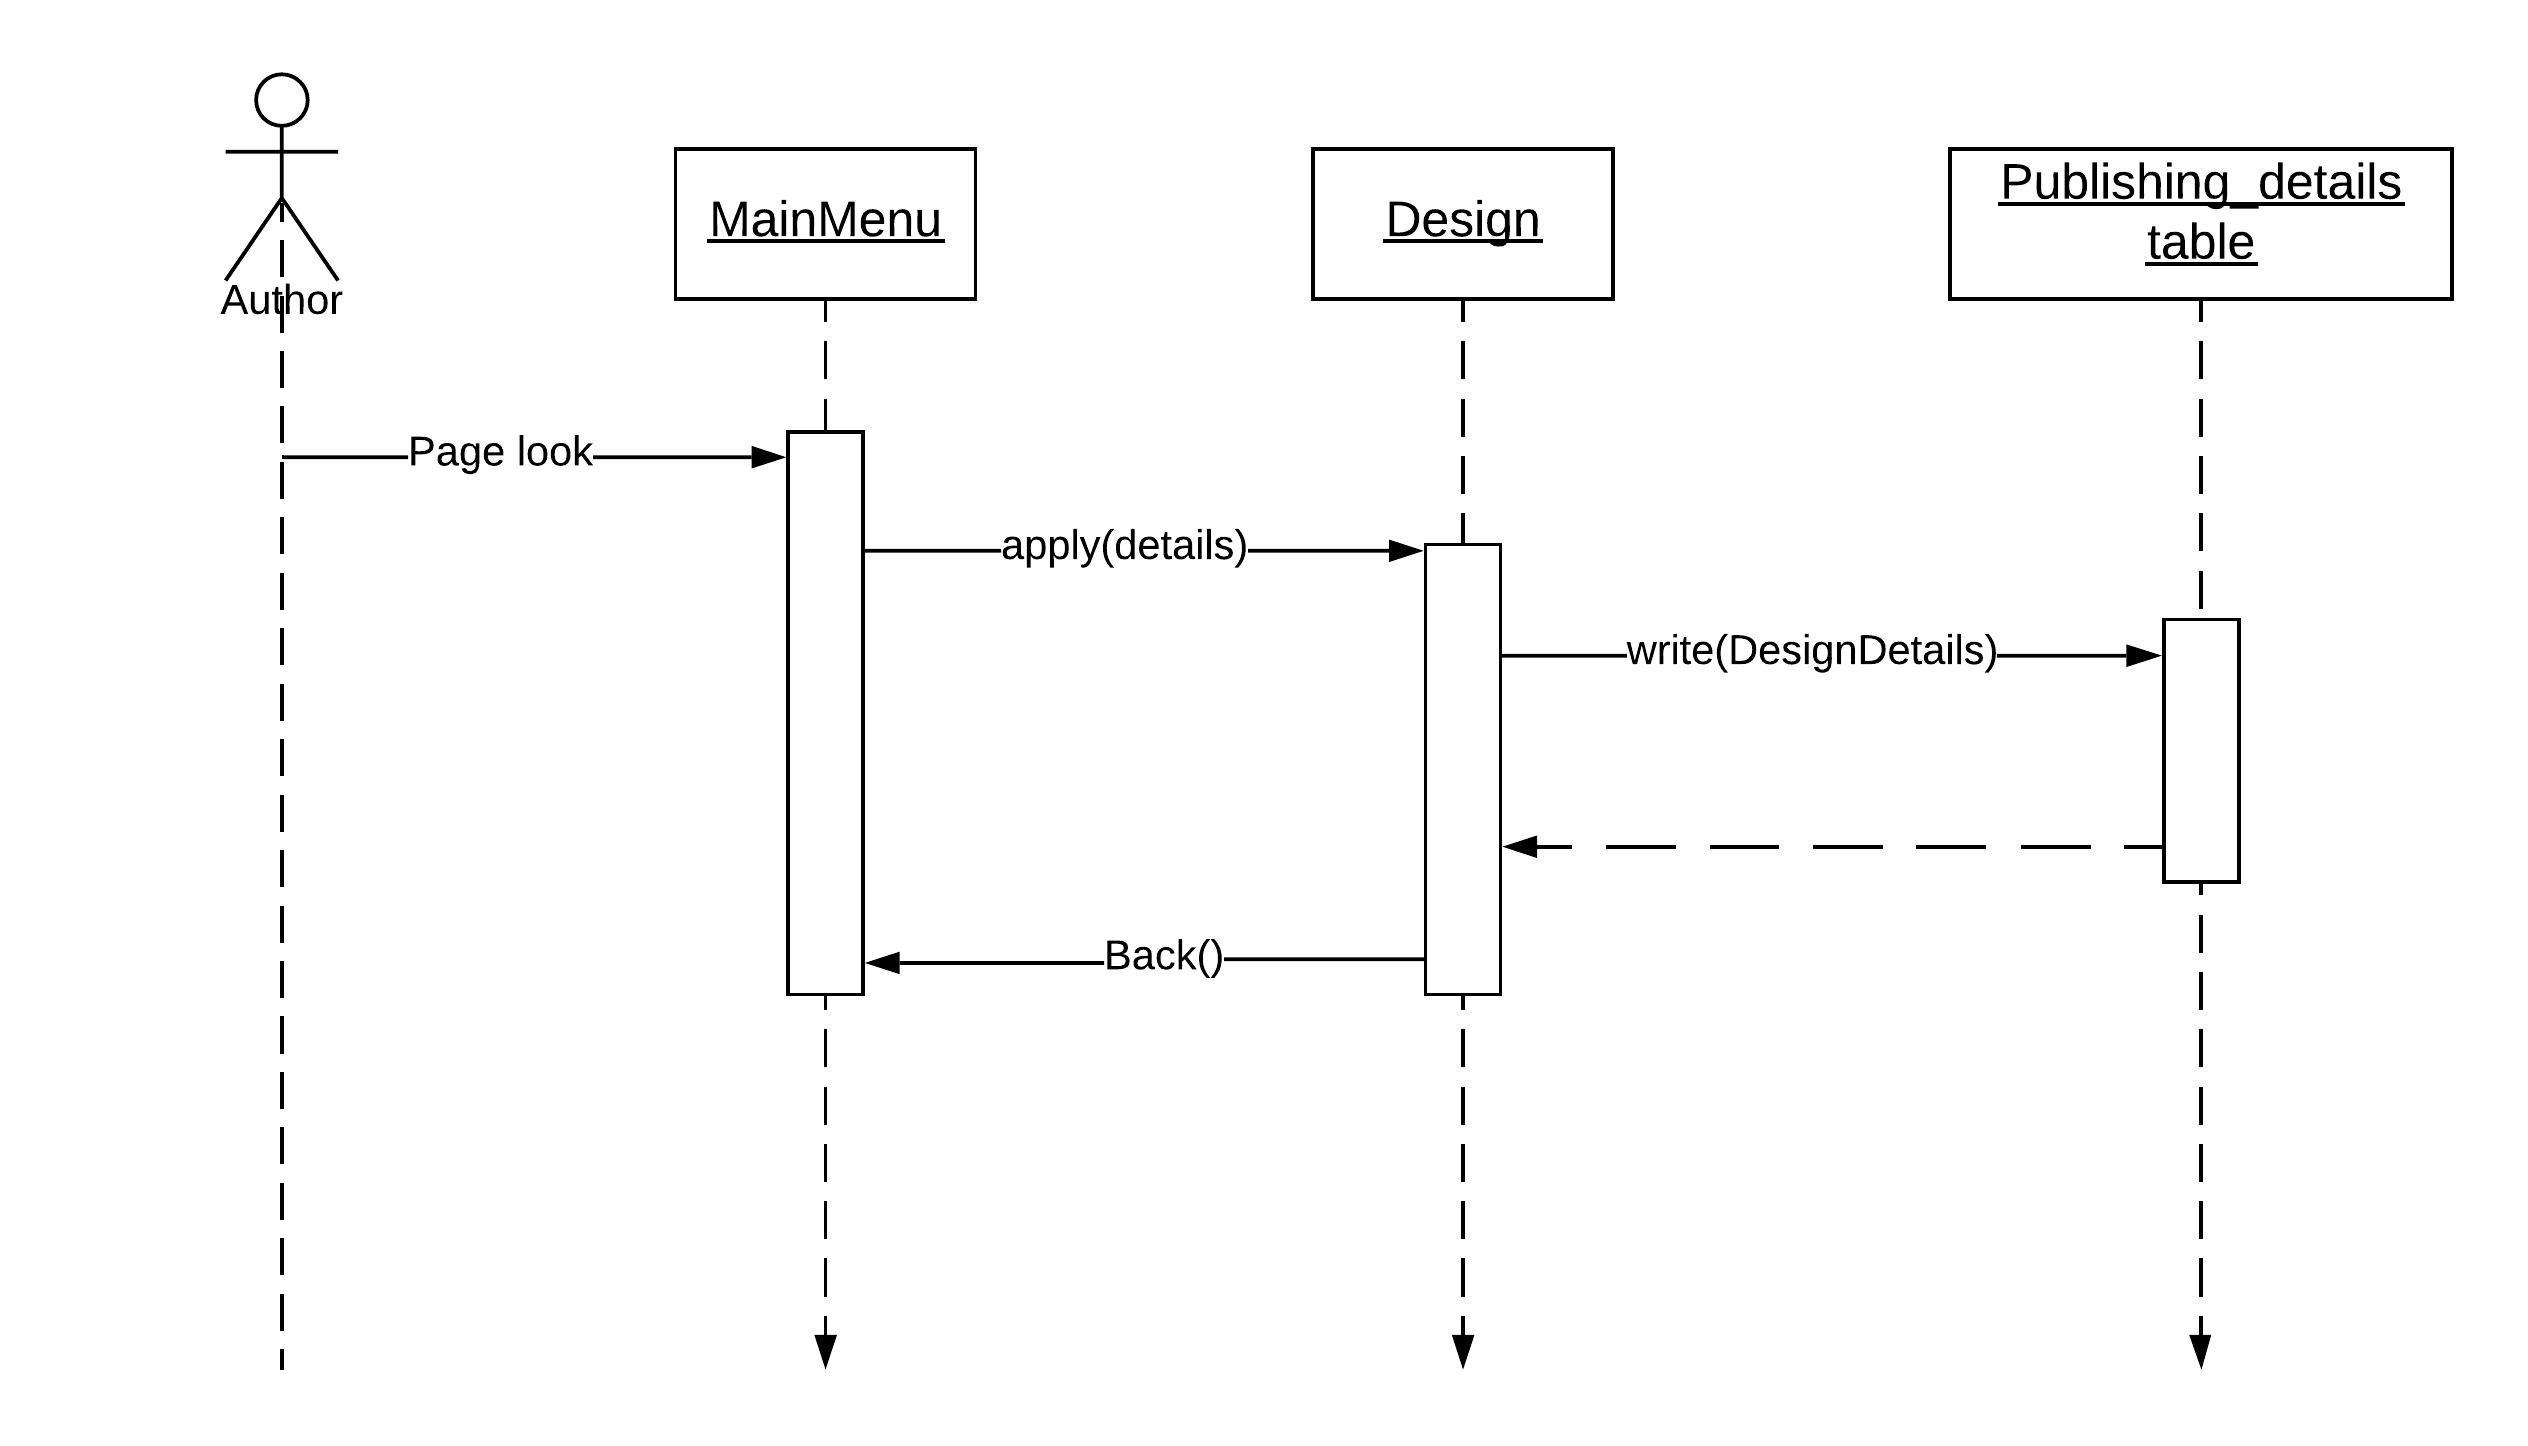 Author
MainMenu
Design
Publishing_details
table
Page look
apply(details)
write(DesignDetails)
Back()